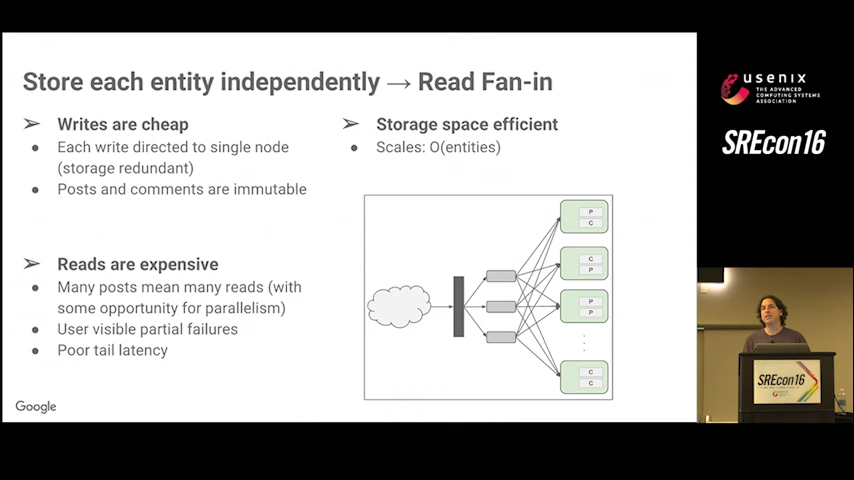 Store each entity independently → Read Fan-in
➢ Writes are cheap
● Each write directed to single node
(storage redundant)
● Posts and comments are immutable
➢ Storage space efficient
● Scales: O(entities)
➢ Reads are expensive
● Many posts mean many reads (with
some opportunity for parallelism)
● User visible partial failures
● Poor tail latency
P
C
C
P
P
P
C
C
Google
usenix
THE ADVANCED
COMPUTING SYSTEMS
ASSOCIATION
SREcon16
SREcon16